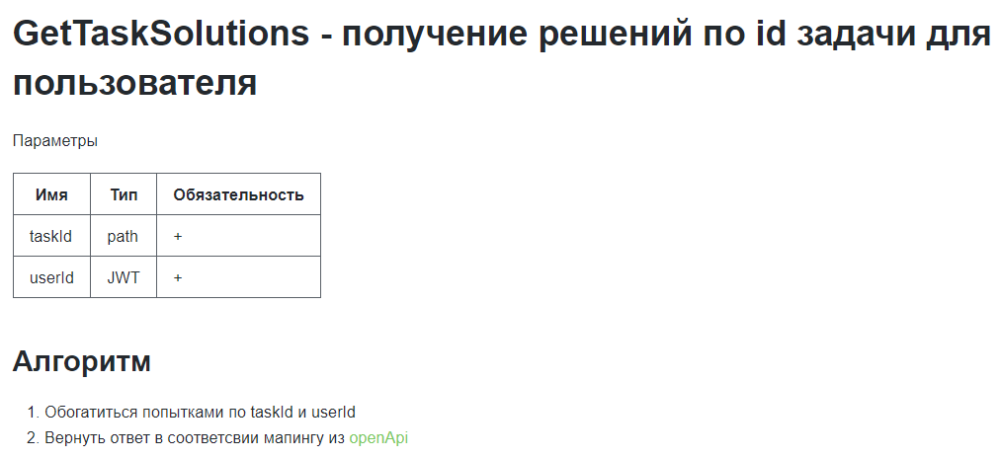 GetTaskSolutions - получение решений по id задачи для
пользователя
Параметры
Имя Тип Обязательность
taskId path +
userId JWT +
Алгоритм
1. Обогатиться попытками по taskId и userId
2. Вернуть ответ в соответсвии мапингу из openApi